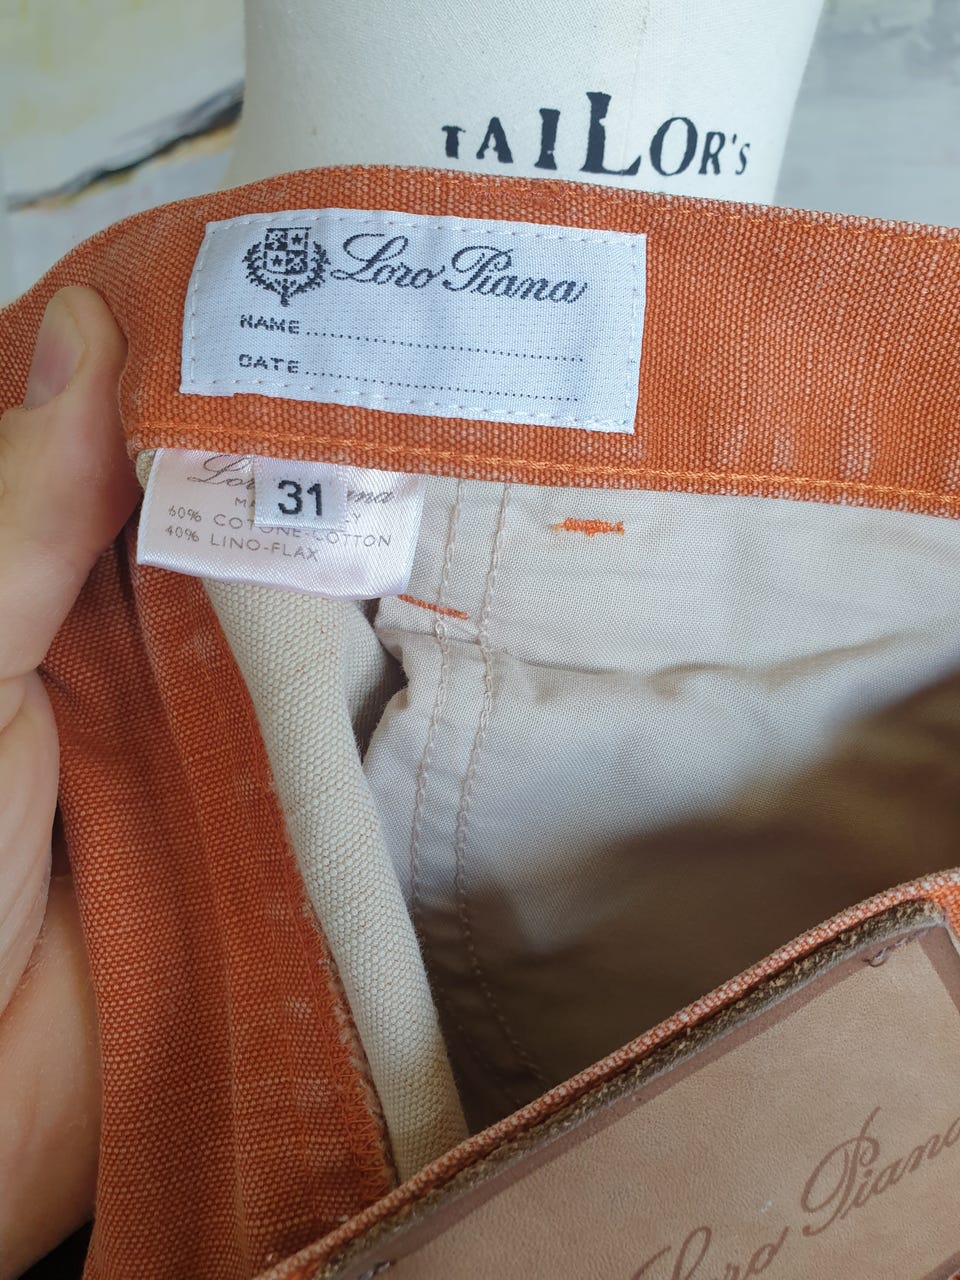 TAILOR'S
Loro Piana
NAME
DATE
31
60% COTONE-COTTON
40% LINO-FLAX
Loro Piana